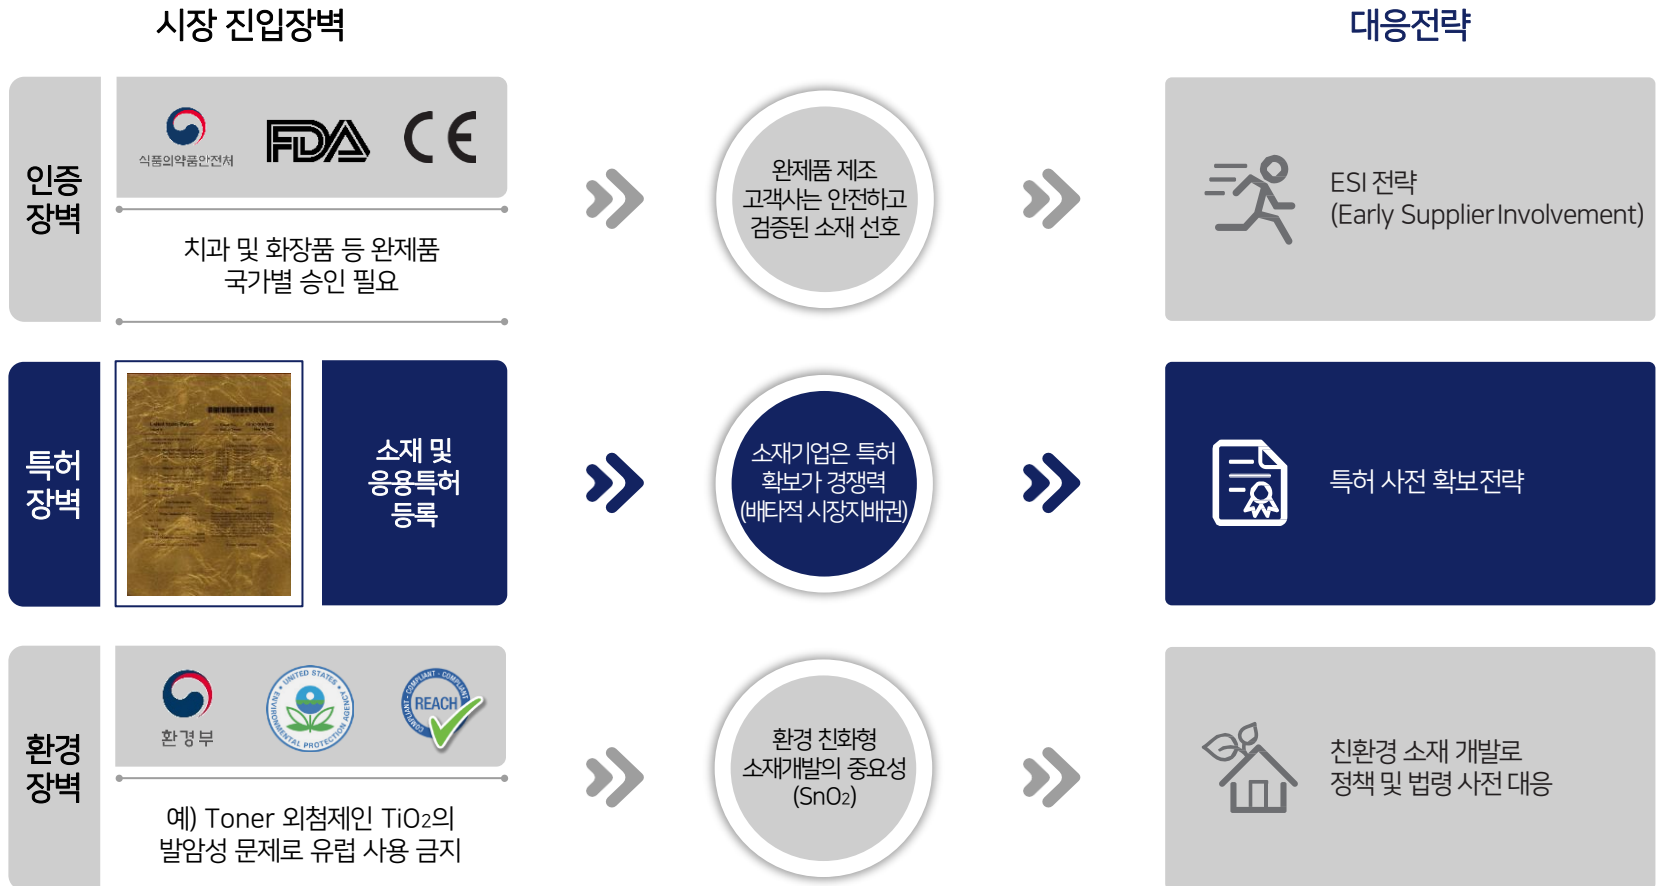 시장 진입장벽
대응전략
인증
장벽
식품의약품안전처
FDA
CE
치과 및 화장품 등 완제품
국가별 승인 필요
완제품 제조
고객사는 안전하고
검증된 소재 선호
ESI 전략
(Early Supplier Involvement)
특허
장벽
소재 및
응용특허
등록
소재기업은 특허
확보가 경쟁력
(배타적 시장지배권)
특허 사전 확보전략
환경
장벽
환경부
UNITED STATES
ENVIRONMENTAL PROTECTION AGENCY
COMPLIANT - COMPLIANT
REACH
COMPLIANT
예) Toner 외첨제인 TiO2의
발암성 문제로 유럽 사용 금지
환경 친화형
소재개발의 중요성
(SnO2)
친환경 소재 개발로
정책 및 법령 사전 대응